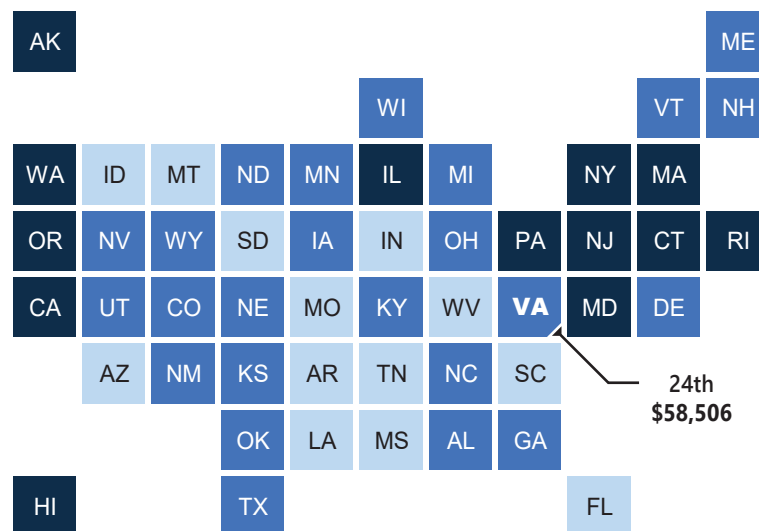 AK ME
WI VT NH
WA ID MT ND MN IL MI NY MA
OR NV WY SD IA IN OH PA NJ CT RI
CA UT CO NE MO KY WV VA MD DE
AZ NM KS AR TN NC SC
24th
$58,506
OK LA MS AL GA
HI TX FL